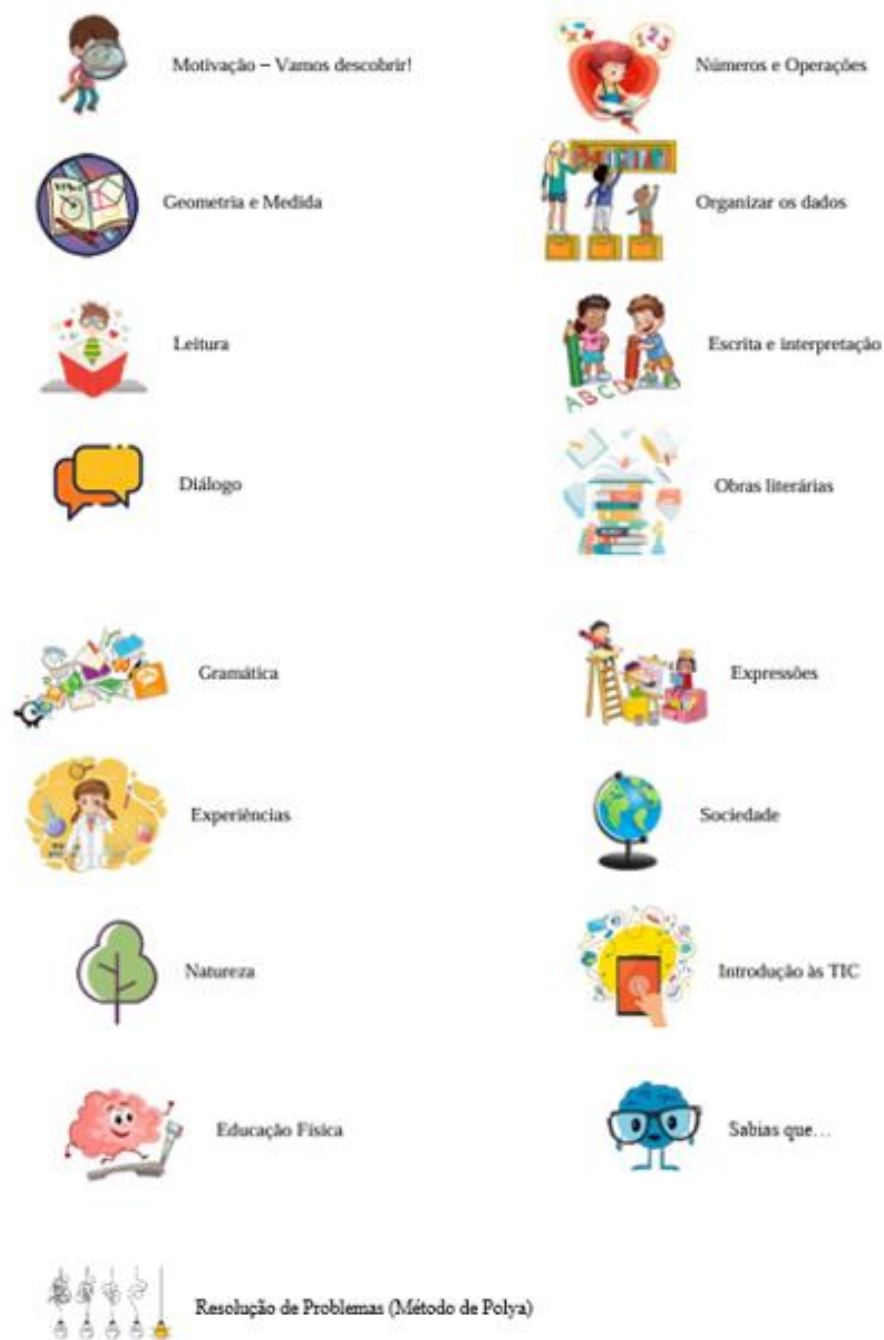 Motivação – Vamos descobrir!
Números e Operações
Geometria e Medida
Organizar os dados
Leitura
Escrita e interpretação
A B C D
Diálogo
Obras literárias
Gramática
Expressões
Experiências
Sociedade
Natureza
Introdução às TIC
Educação Física
Sabias que…
Resolução de Problemas (Método de Polya)